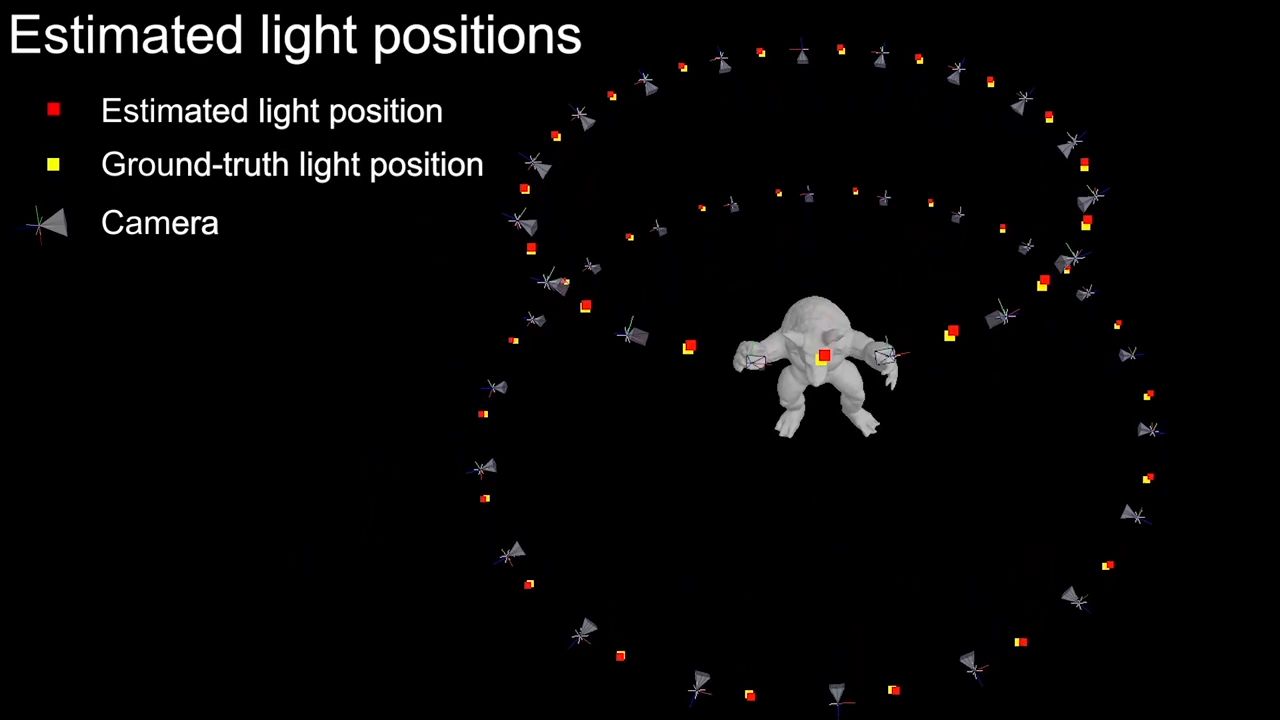 Estimated light positions
Estimated light position
Ground-truth light position
Camera